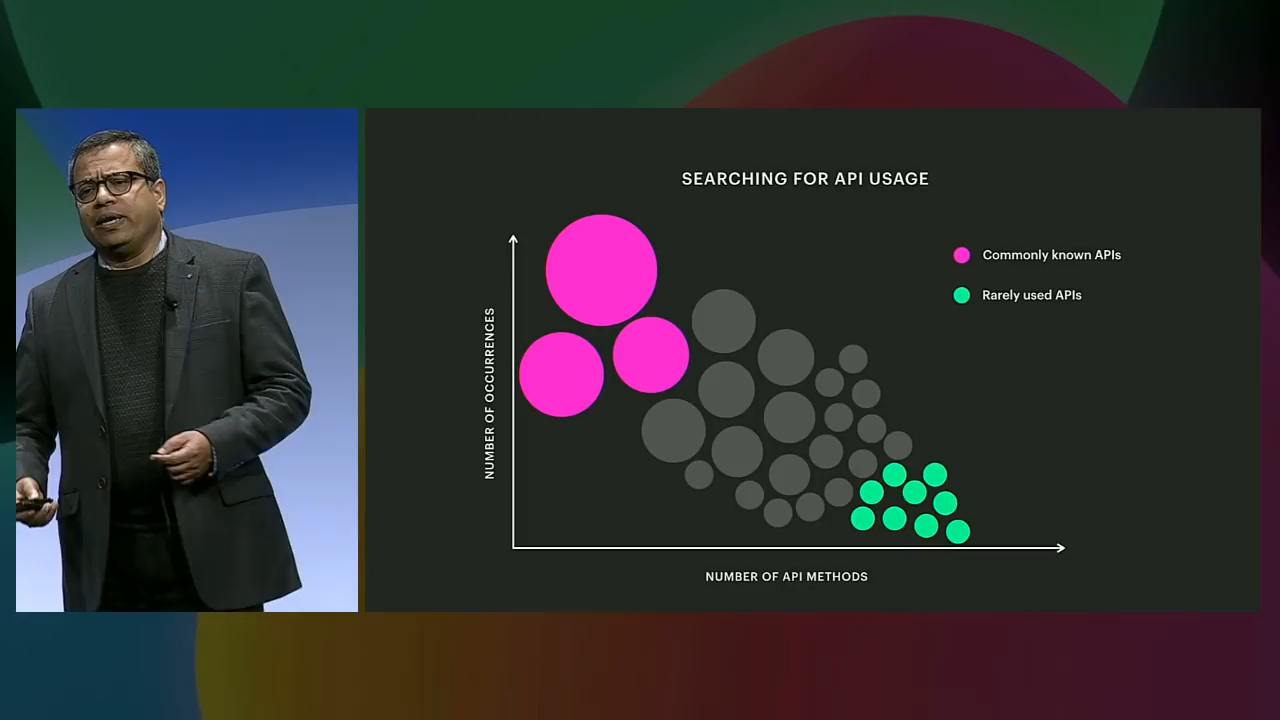 SEARCHING FOR API USAGE
Commonly known APIs
Rarely used APIs
NUMBER OF OCCURRENCES
NUMBER OF API METHODS